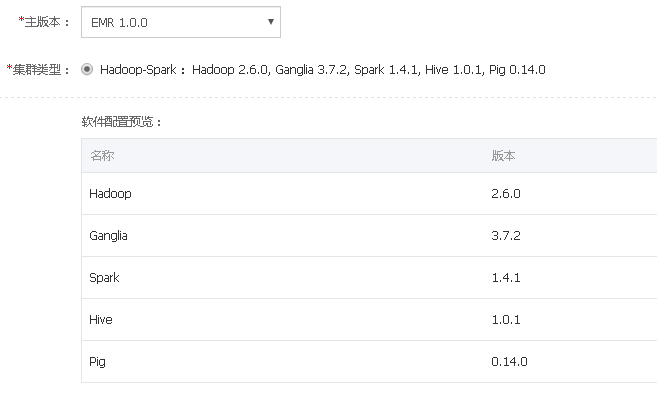 *主版本： EMR 1.0.0
*集群类型： Hadoop-Spark： Hadoop 2.6.0, Ganglia 3.7.2, Spark 1.4.1, Hive 1.0.1, Pig 0.14.0
软件配置预览：
名称 版本
Hadoop 2.6.0
Ganglia 3.7.2
Spark 1.4.1
Hive 1.0.1
Pig 0.14.0